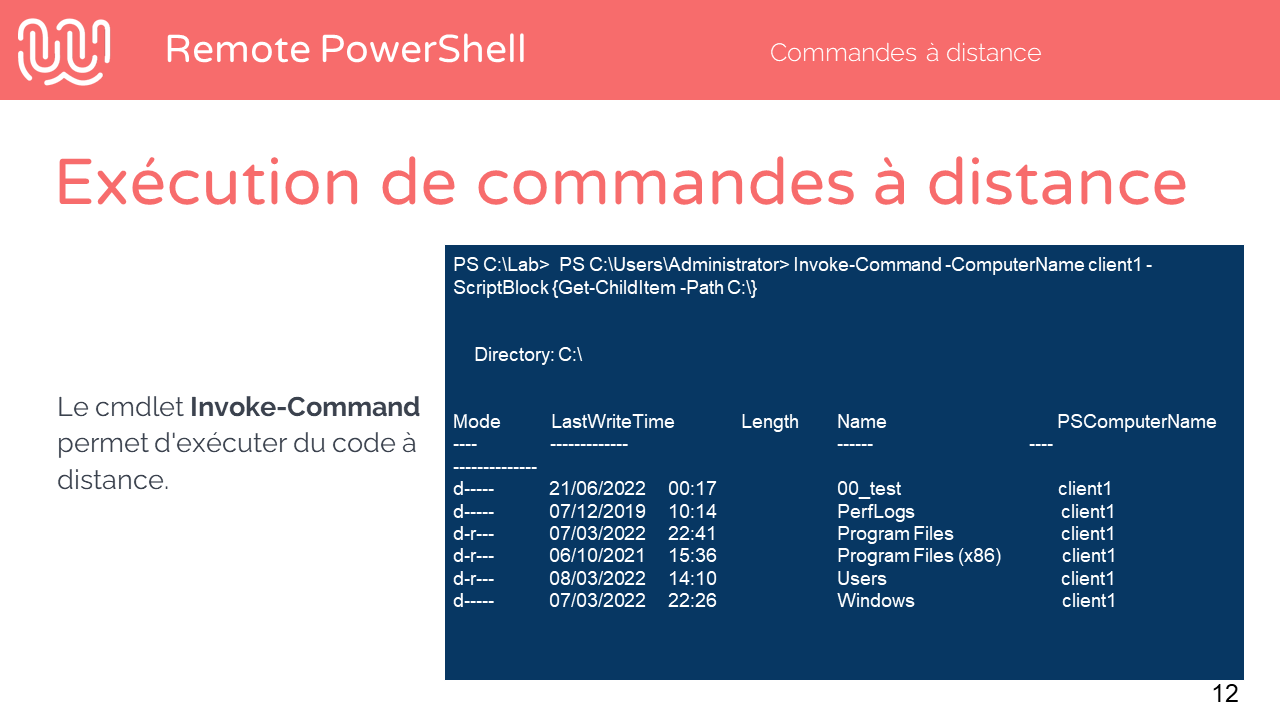 Remote PowerShell
Commandes à distance
Exécution de commandes à distance
Le cmdlet Invoke-Command
permet d'exécuter du code à
distance.
PS C:\Lab> PS C:\Users\Administrator> Invoke-Command -ComputerName client1 -
ScriptBlock {Get-ChildItem -Path C:\}
Directory: C:\
Mode LastWriteTime Length Name PSComputerName
---- ------------- ------ ----
--------------
d----- 21/06/2022 00:17 00_test client1
d----- 07/12/2019 10:14 PerfLogs client1
d-r--- 07/03/2022 22:41 Program Files client1
d-r--- 06/10/2021 15:36 Program Files (x86) client1
d-r--- 08/03/2022 14:10 Users client1
d----- 07/03/2022 22:26 Windows client1
12